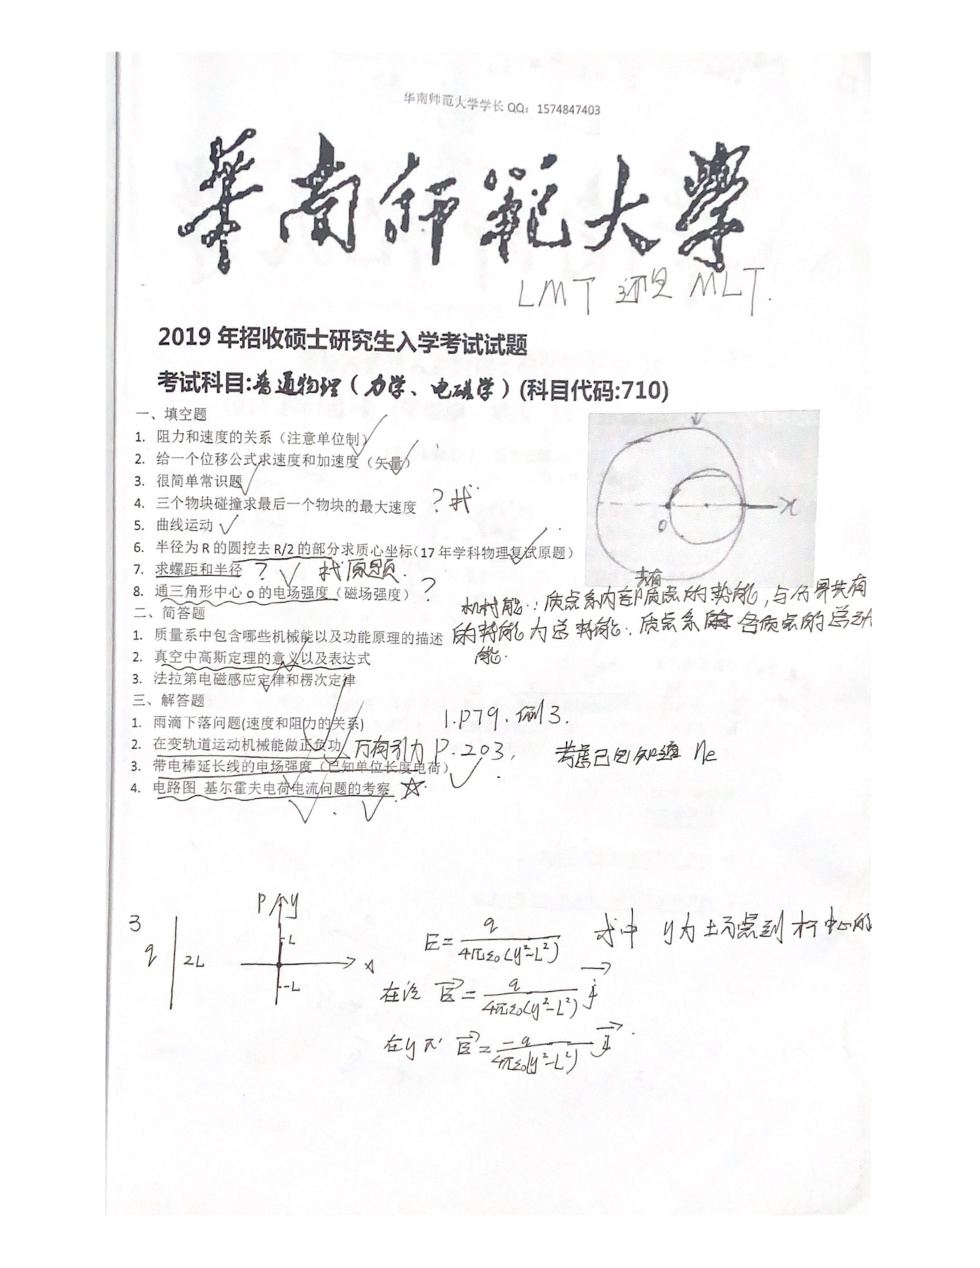 华南师范大学学长 QQ：1574847403
華南师範大學
LMT 还是 MLT.
2019 年招收硕士研究生入学考试试题
考试科目:普通物理（力学、电磁学）(科目代码:710)
一、填空题
1. 阻力和速度的关系（注意单位制）
2. 给一个位移公式求速度和加速度（矢量）
3. 很简单常识题
4. 三个物块碰撞求最后一个物块的最大速度 ？找
5. 曲线运动
6. 半径为 R 的圆挖去 R/2 的部分求质心坐标（17 年学科物理复试原题）
7. 求螺距和半径 ？ 找原题.
8. 通三角形中心 o 的电场强度（磁场强度） ？
o x
二、简答题
1. 质量系中包含哪些机械能以及功能原理的描述
共有
机械能：质点系内部质点的势能，与外界共有
的势能为总势能. 质点系 各质点的总动
能.
2. 真空中高斯定理的意义以及表达式
3. 法拉第电磁感应定律和楞次定律
三、解答题
1. 雨滴下落问题(速度和阻力的关系) 1.P79.例3.
2. 在变轨道运动机械能做正负功 万有引力 P.203.
3. 带电棒延长线的电场强度（已知单位长度电荷）
考虑已包
4. 电路图 基尔霍夫电荷电流问题的考察 ☆
3 q 2L
P y L -L x
E=q/4πε₀(y²-L²) 式中 y为场点到杆中心的
在 E⃗=q/4πε₀(y²-L²) j⃗
在y E⃗=-q/4πε₀(y²-L²) j⃗.